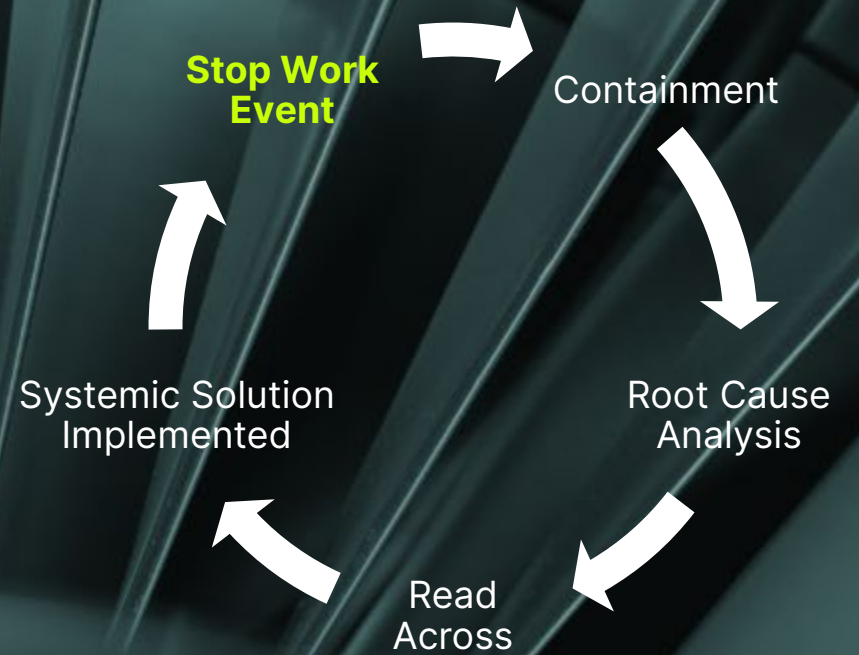 Stop Work
Event
Containment
Root Cause
Analysis
Read
Across
Systemic Solution
Implemented